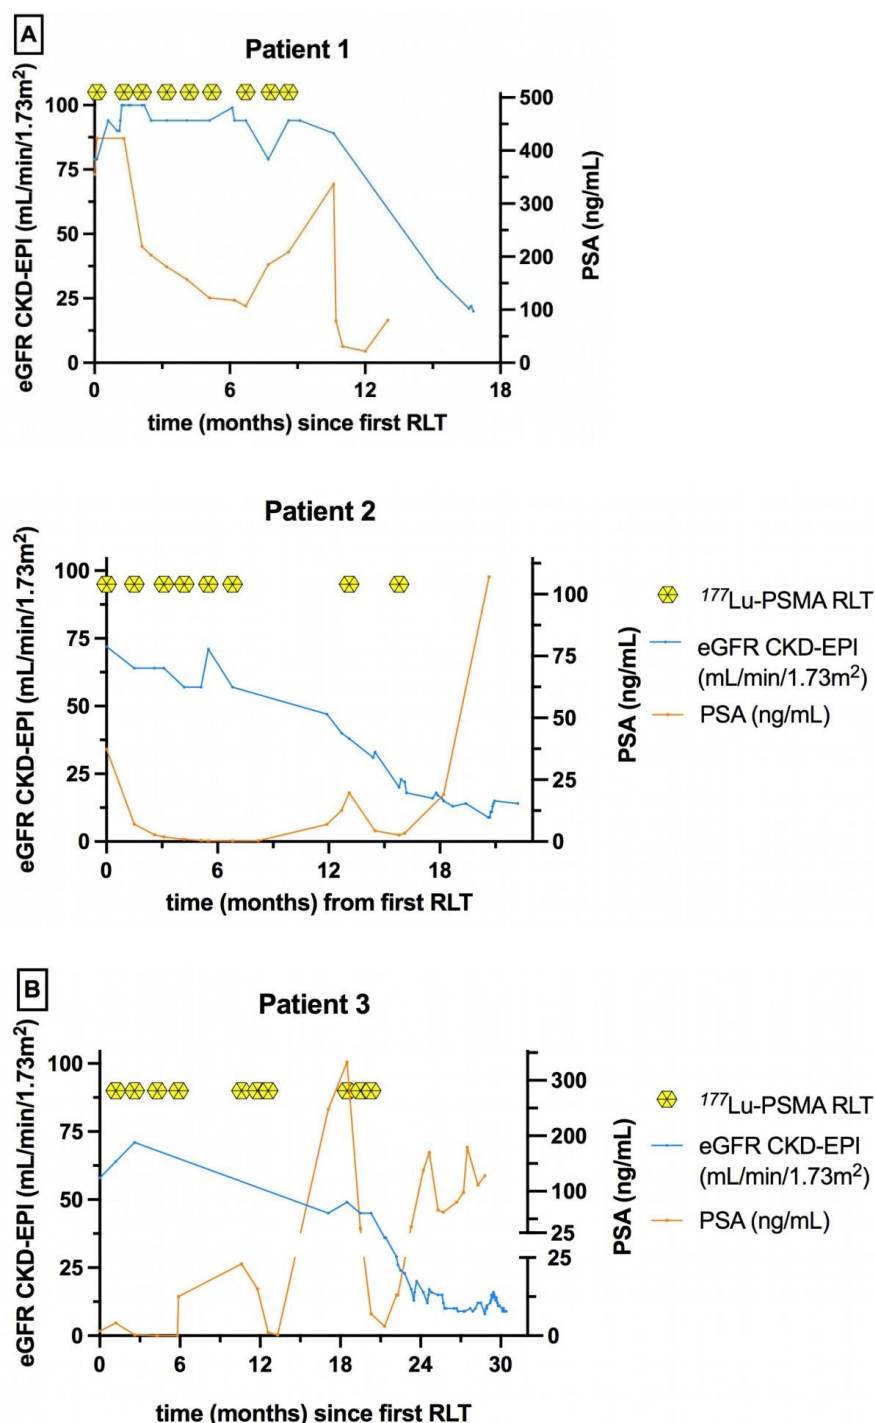 A
Patient 1
eGFR CKD-EPI (mL/min/1.73m²)
100
75
50
25
0
500
400
300
200
100
0
PSA (ng/mL)
0 6 12 18
time (months) since first RLT
Patient 2
eGFR CKD-EPI (mL/min/1.73m²)
100
75
50
25
0
100
75
50
25
0
PSA (ng/mL)
0 6 12 18
time (months) from first RLT
¹⁷⁷Lu-PSMA RLT
eGFR CKD-EPI
(mL/min/1.73m²)
PSA (ng/mL)
B
Patient 3
eGFR CKD-EPI (mL/min/1.73m²)
100
75
50
25
0
300
200
100
25
25
0
PSA (ng/mL)
0 6 12 18 24 30
time (months) since first RLT
¹⁷⁷Lu-PSMA RLT
eGFR CKD-EPI
(mL/min/1.73m²)
PSA (ng/mL)